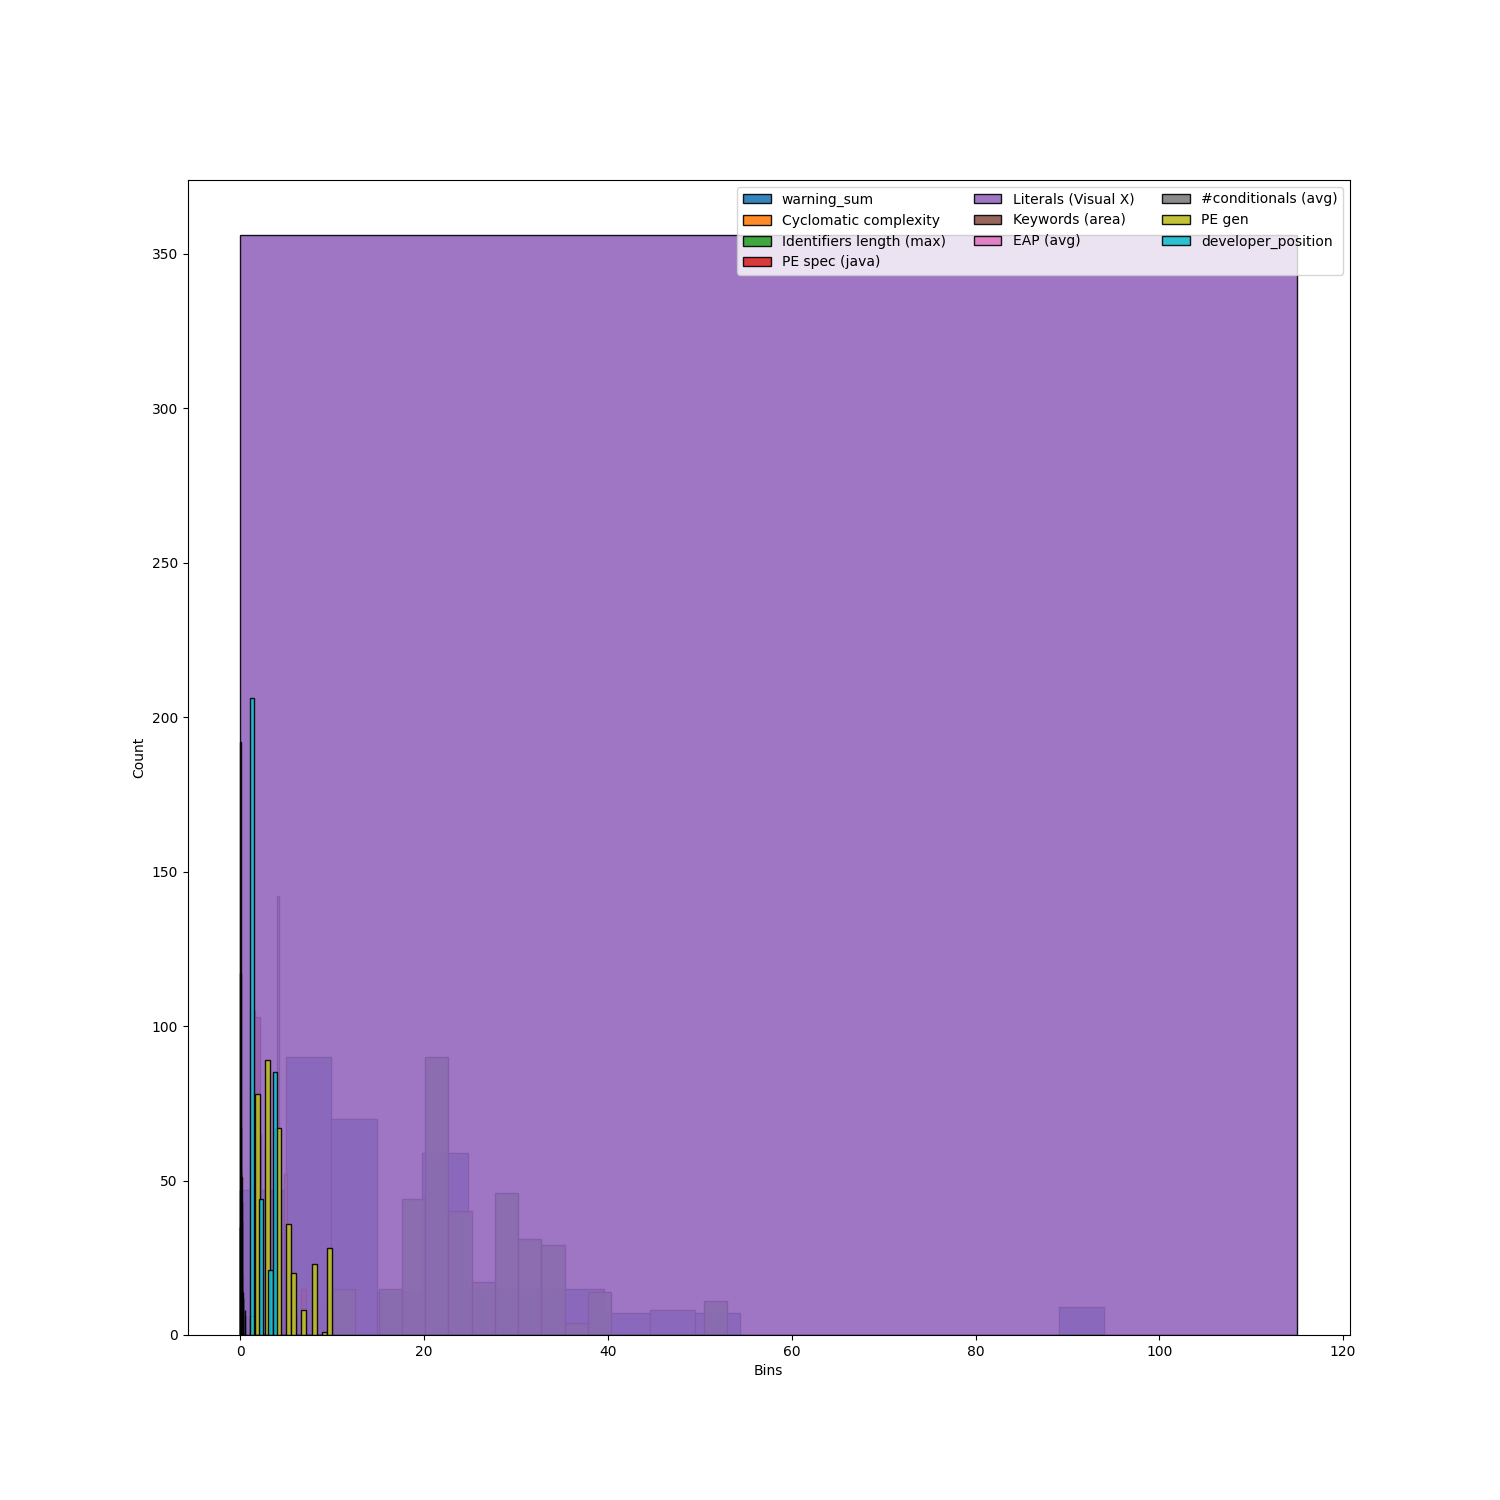 warning_sum
Cyclomatic complexity
Identifiers length (max)
PE spec (java)
Literals (Visual X)
Keywords (area)
EAP (avg)
#conditionals (avg)
PE gen
developer_position
350
300
250
200
150
100
50
0
Count
0 20 40 60 80 100 120
Bins